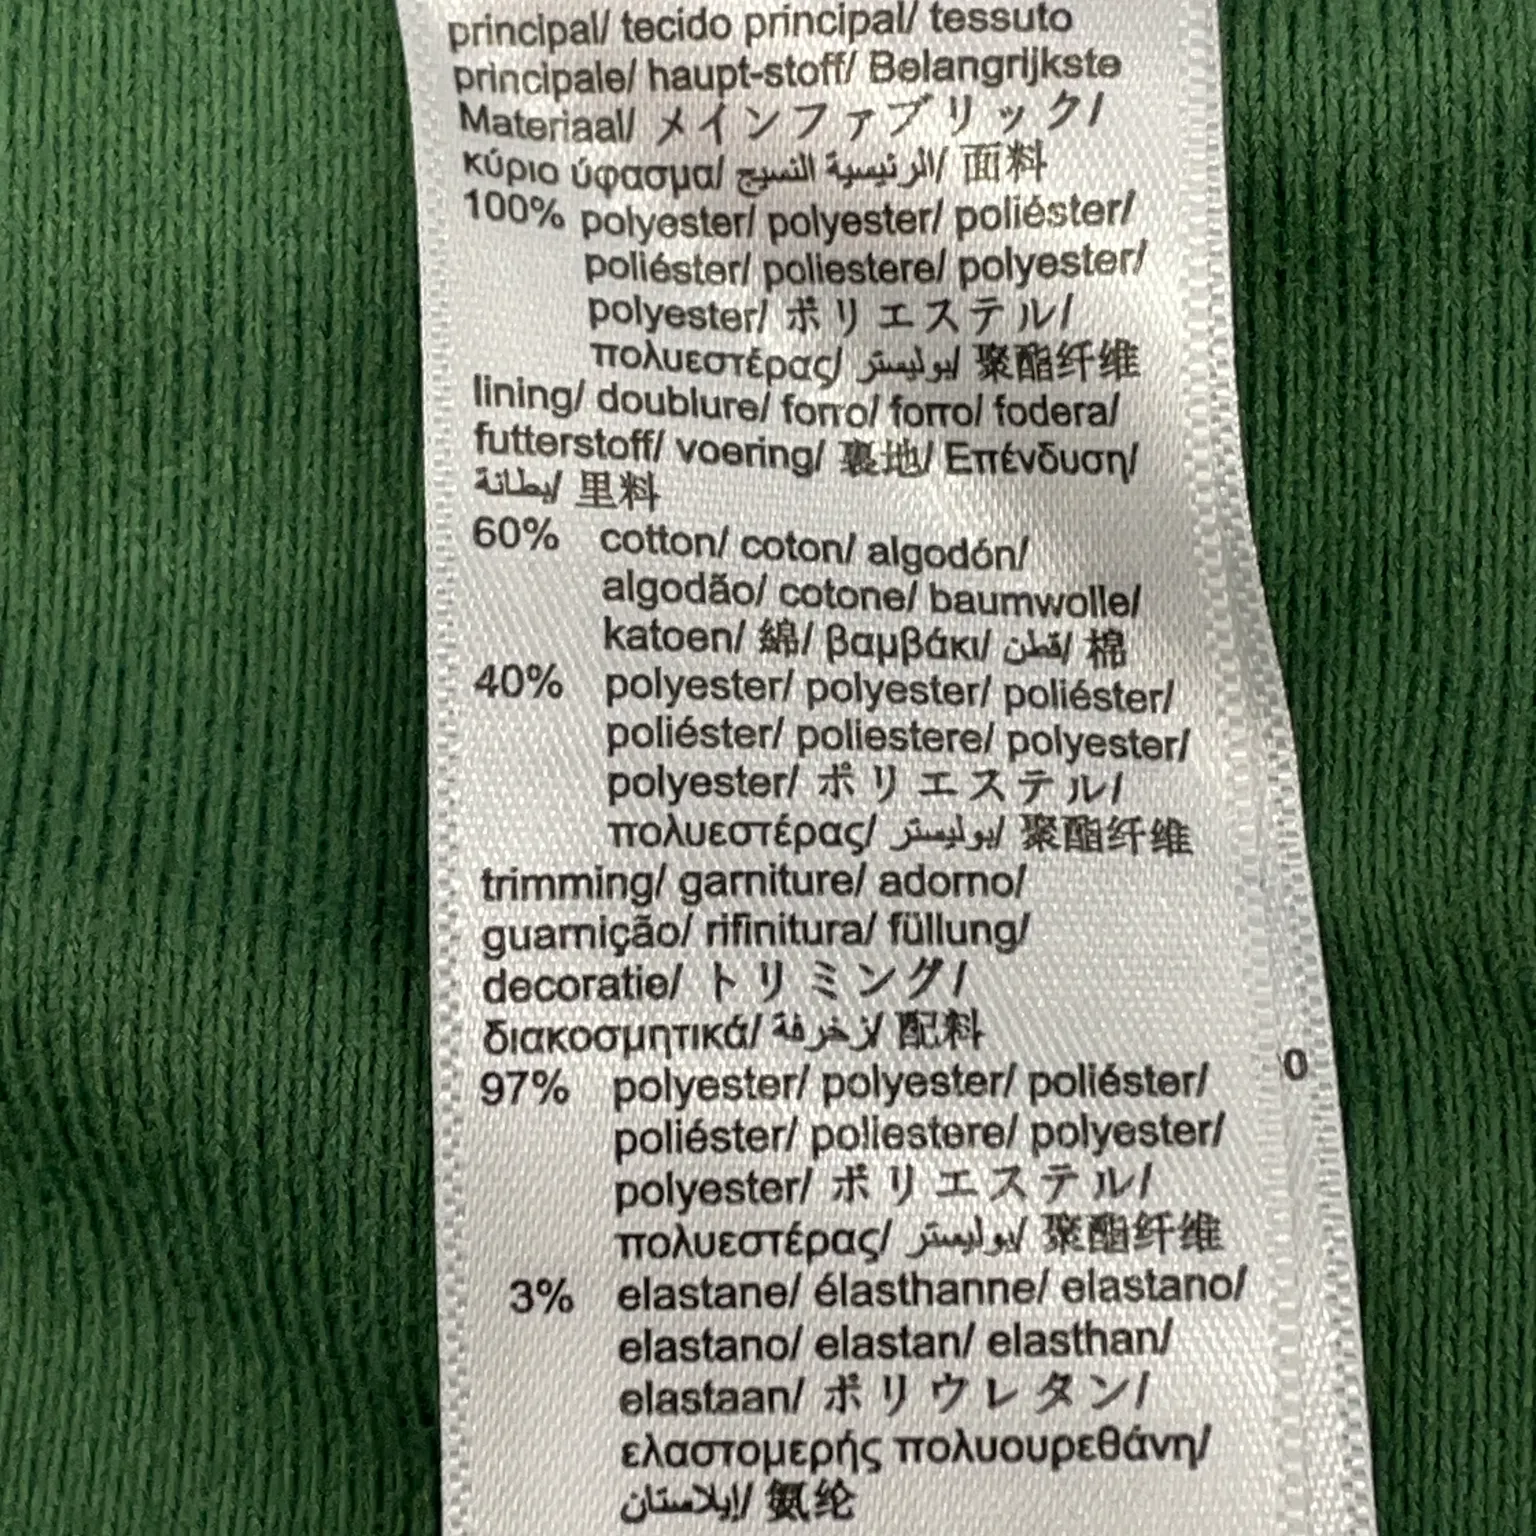 principal/ tecido principal/ tessuto
principale/ haupt-stoff/ Belangrijkste
Materiaal/ メインファブリック/
κύριο ύφασμα/ الرئيسية النسيج/ 面料
100% polyester/ polyester/ poliéster/
poliéster/ poliestere/ polyester/
polyester/ ポリエステル/
πολυεστέρας/ بوليستر/ 聚酯纤维
lining/ doublure/ forro/ forro/ fodera/
futterstoff/ voering/ 裏地/ Επένδυση/
بطانة/ 里料
60% cotton/ coton/ algodón/
algodão/ cotone/ baumwolle/
katoen/ 綿/ βαμβάκι/ قطن/ 棉
40% polyester/ polyester/ poliéster/
poliéster/ poliestere/ polyester/
polyester/ ポリエステル/
πολυεστέρας/ بوليستر/ 聚酯纤维
trimming/ garniture/ adorno/
guarnição/ rifinitura/ füllung/
decoratie/ トリミング/
διακοσμητικά/ زخرفة/ 配料
97% polyester/ polyester/ poliéster/
poliéster/ poliestere/ polyester/
polyester/ ポリエステル/
πολυεστέρας/ بوليستر/ 聚酯纤维
3% elastane/ élasthanne/ elastano/
elastano/ elastan/ elasthan/
elastaan/ ポリウレタン/
ελαστομερής πολυουρεθάνη/
إيلاستان/ 氨纶
0